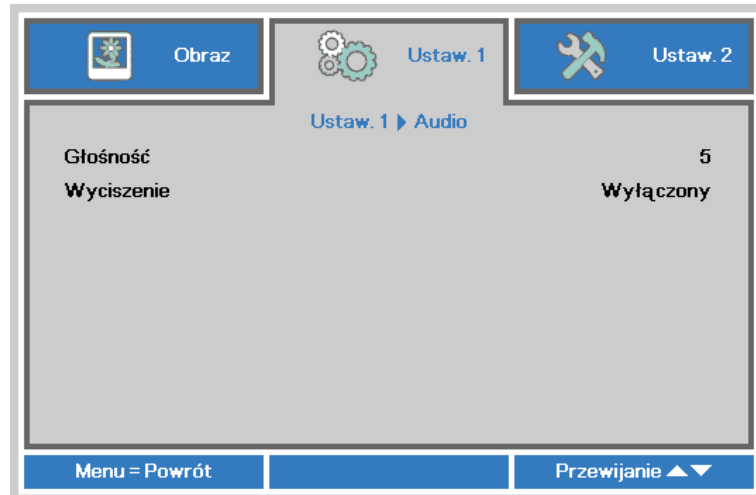 Obraz
Ustaw. 1
Ustaw. 2
Ustaw. 1 ▶ Audio
Głośność 5
Wyciszenie Wyłączony
Menu = Powrót
Przewijanie ▲▼